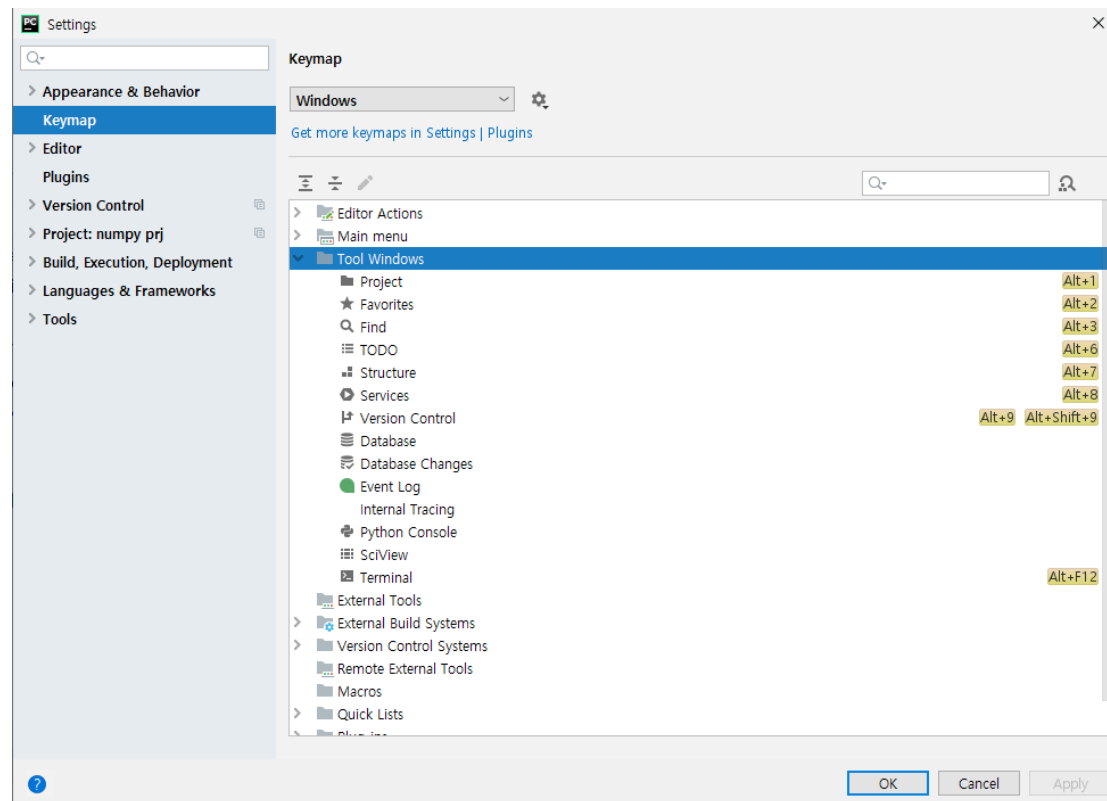 PC Settings
Appearance & Behavior
Keymap
Editor
Plugins
Version Control
Project: numpy prj
Build, Execution, Deployment
Languages & Frameworks
Tools
Keymap
Windows
Get more keymaps in Settings | Plugins
Editor Actions
Main menu
Tool Windows
Project Alt+1
Favorites Alt+2
Find Alt+3
TODO Alt+6
Structure Alt+7
Services Alt+8
Version Control Alt+9 Alt+Shift+9
Database
Database Changes
Event Log
Internal Tracing
Python Console
SciView
Terminal Alt+F12
External Tools
External Build Systems
Version Control Systems
Remote External Tools
Macros
Quick Lists
Plug-ins
? OK Cancel Apply